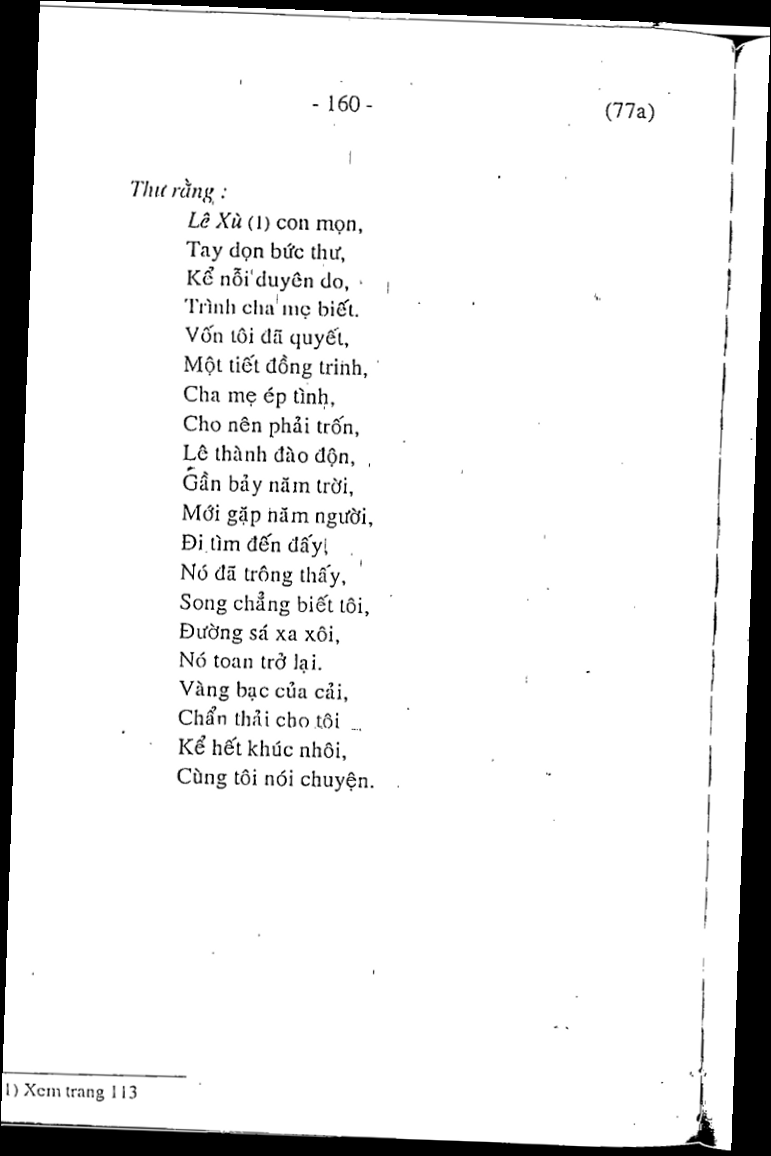 - 160 -
(77a)
Thư rằng :
Lê Xù (1) con mọn,
Tay dọn bức thư,
Kể nỗi duyên do,
Trình cha mẹ biết.
Vốn tôi đã quyết,
Một tiết đồng trinh,
Cha mẹ ép tình,
Cho nên phải trốn,
Lê thành đào độn,
Gần bảy năm trời,
Mới gặp năm người,
Đi tìm đến đấy,
Nó đã trông thấy,
Song chẳng biết tôi,
Đường sá xa xôi,
Nó toan trở lại.
Vàng bạc của cải,
Chẩn thải cho tôi
Kể hết khúc nhôi,
Cùng tôi nói chuyện.
1) Xem trang 113